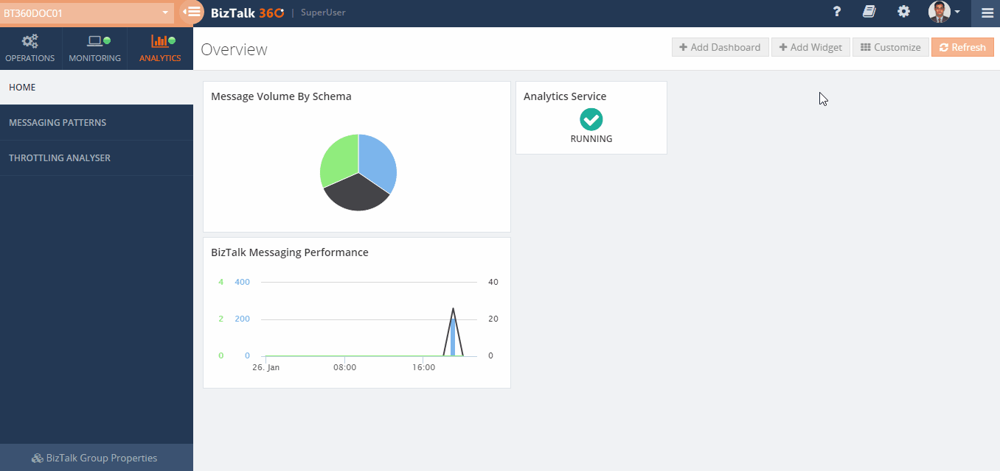 BT360DOC01
BizTalk 360 | SuperUser
?
OPERATIONS
MONITORING
ANALYTICS
Overview
Add Dashboard
Add Widget
Customize
Refresh
HOME
MESSAGING PATTERNS
THROTTLING ANALYSER
Message Volume By Schema
Analytics Service
RUNNING
BizTalk Messaging Performance
4 400 40
2 200 20
0 0 0
26. Jan 08:00 16:00
BizTalk Group Properties